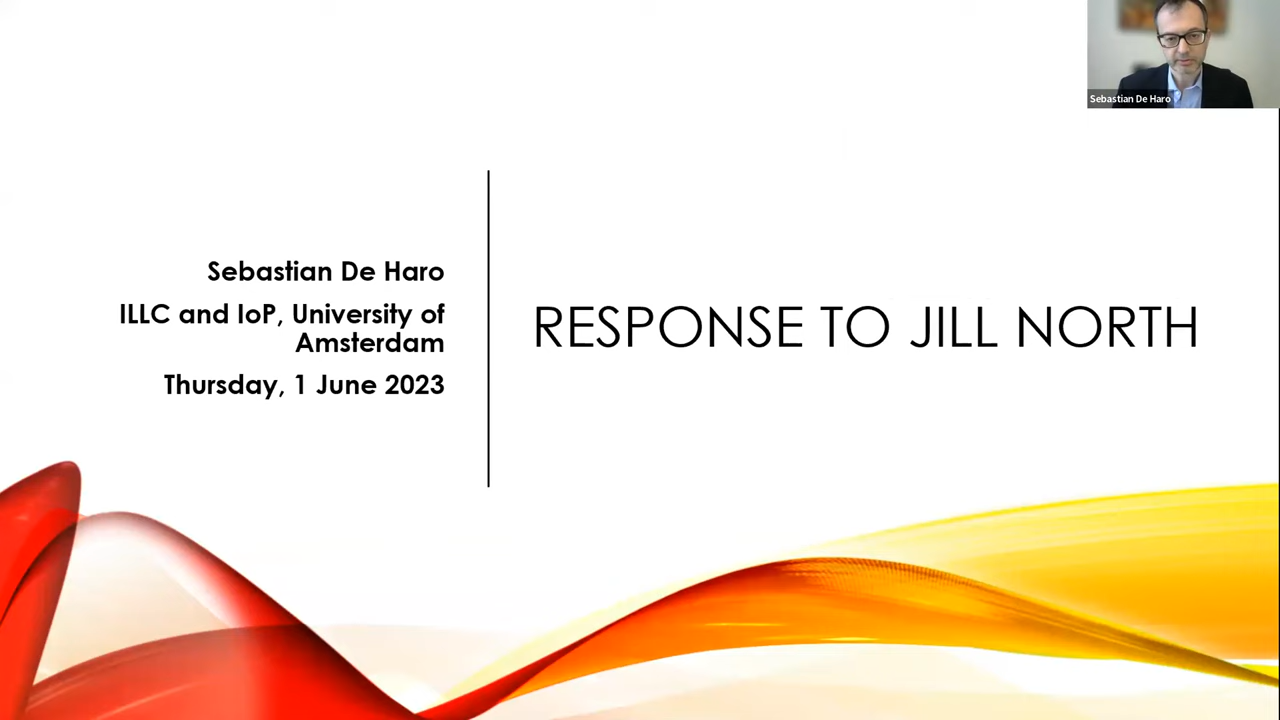 Sebastian De Haro
Sebastian De Haro
ILLC and IoP, University of
Amsterdam
Thursday, 1 June 2023
RESPONSE TO JILL NORTH